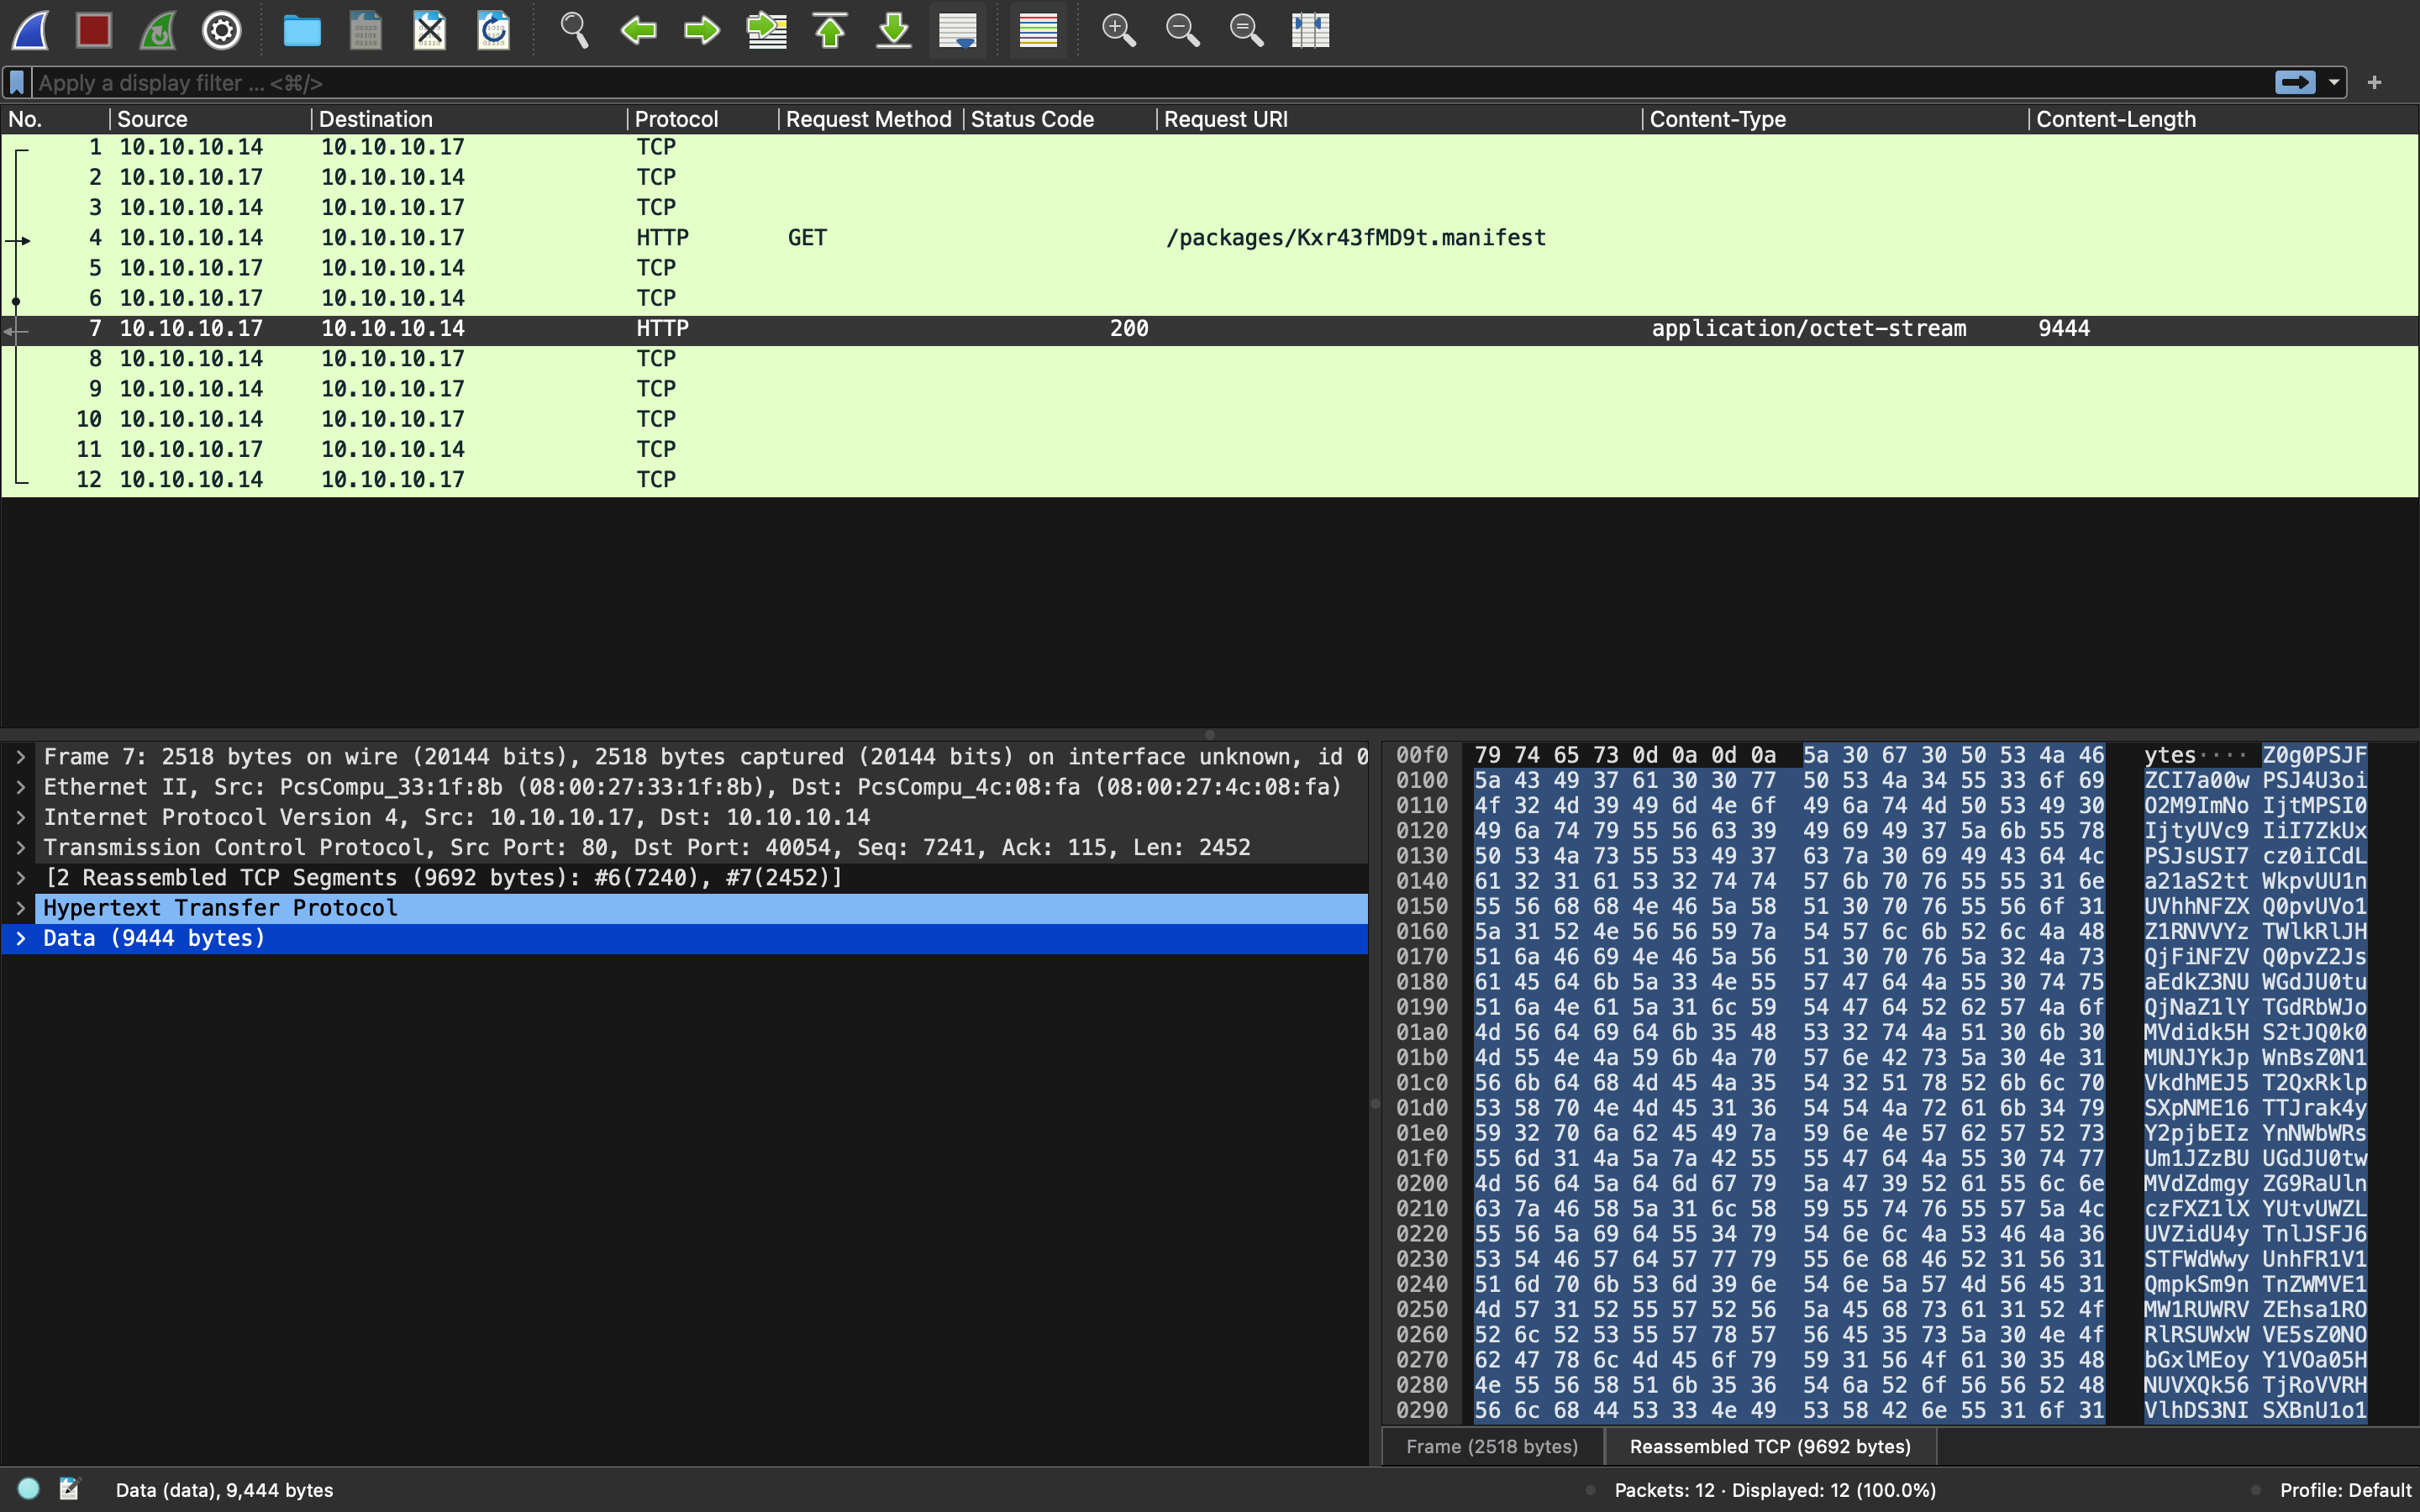 Apply a display filter ... <⌘/>
No. Source Destination Protocol Request Method Status Code Request URI Content-Type Content-Length
1 10.10.10.14 10.10.10.17 TCP
2 10.10.10.17 10.10.10.14 TCP
3 10.10.10.14 10.10.10.17 TCP
4 10.10.10.14 10.10.10.17 HTTP GET /packages/Kxr43fMD9t.manifest
5 10.10.10.17 10.10.10.14 TCP
6 10.10.10.17 10.10.10.14 TCP
7 10.10.10.17 10.10.10.14 HTTP 200 application/octet-stream 9444
8 10.10.10.14 10.10.10.17 TCP
9 10.10.10.14 10.10.10.17 TCP
10 10.10.10.14 10.10.10.17 TCP
11 10.10.10.17 10.10.10.14 TCP
12 10.10.10.14 10.10.10.17 TCP
Frame 7: 2518 bytes on wire (20144 bits), 2518 bytes captured (20144 bits) on interface unknown, id 0
Ethernet II, Src: PcsCompu_33:1f:8b (08:00:27:33:1f:8b), Dst: PcsCompu_4c:08:fa (08:00:27:4c:08:fa)
Internet Protocol Version 4, Src: 10.10.10.17, Dst: 10.10.10.14
Transmission Control Protocol, Src Port: 80, Dst Port: 40054, Seq: 7241, Ack: 115, Len: 2452
[2 Reassembled TCP Segments (9692 bytes): #6(7240), #7(2452)]
Hypertext Transfer Protocol
Data (9444 bytes)
00f0 79 74 65 73 0d 0a 0d 0a 5a 30 67 30 50 53 4a 46 ytes···· Z0g0PSJF
0100 5a 43 49 37 61 30 30 77 50 53 4a 34 55 33 6f 69 ZCI7a00w PSJ4U3oi
0110 4f 32 4d 39 49 6d 4e 6f 49 6a 74 4d 50 53 49 30 O2M9ImNo IjtMPSI0
0120 49 6a 74 79 55 56 63 39 49 69 49 37 5a 6b 55 78 IjtyUVc9 IiI7ZkUx
0130 50 53 4a 73 55 53 49 37 63 7a 30 69 49 43 64 4c PSJsUSI7 cz0iICdL
0140 61 32 31 61 53 32 74 74 57 6b 70 76 55 55 31 6e a21aS2tt WkpvUU1n
0150 55 56 68 68 4e 46 5a 58 51 30 70 76 55 56 6f 31 UVhhNFZX Q0pvUVo1
0160 5a 31 52 4e 56 56 59 7a 54 57 6c 6b 52 6c 4a 48 Z1RNVVYz TWlkRlJH
0170 51 6a 46 69 4e 46 5a 56 51 30 70 76 5a 32 4a 73 QjFiNFZV Q0pvZ2Js
0180 61 45 64 6b 5a 33 4e 55 57 47 64 4a 55 30 74 75 aEdkZ3NU WGdJU0tu
0190 51 6a 4e 61 5a 31 6c 59 54 47 64 52 62 57 4a 6f QjNaZ1lY TGdRbWJo
01a0 4d 56 64 69 64 6b 35 48 53 32 74 4a 51 30 6b 30 MVdidk5H S2tJQ0k0
01b0 4d 55 4e 4a 59 6b 4a 70 57 6e 42 73 5a 30 4e 31 MUNJYkJp WnBsZ0N1
01c0 56 6b 64 68 4d 45 4a 35 54 32 51 78 52 6b 6c 70 VkdhMEJ5 T2QxRklp
01d0 53 58 70 4e 4d 45 31 36 54 54 4a 72 61 6b 34 79 SXpNME16 TTJrak4y
01e0 59 32 70 6a 62 45 49 7a 59 6e 4e 57 62 57 52 73 Y2pjbEIz YnNWbWRs
01f0 55 6d 31 4a 5a 7a 42 55 55 47 64 4a 55 30 74 77 Um1JZzBU UGdJU0tw
0200 4d 56 64 5a 64 6d 67 79 5a 47 39 52 61 55 6c 6e MVdZdmgy ZG9RaUln
0210 63 7a 46 58 5a 31 6c 58 59 55 74 76 55 57 5a 4c czFXZ1lX YUtvUWZL
0220 55 56 5a 69 64 55 34 79 54 6e 6c 4a 53 46 4a 36 UVZidU4y TnlJSFJ6
0230 53 54 46 57 64 57 77 79 55 6e 68 46 52 31 56 31 STFWdWwy UnhFR1V1
0240 51 6d 70 6b 53 6d 39 6e 54 6e 5a 57 4d 56 45 31 QmpkSm9n TnZWMVE1
0250 4d 57 31 52 55 57 52 56 5a 45 68 73 61 31 52 4f MW1RUWRV ZEhsa1RO
0260 52 6c 52 53 55 57 78 57 56 45 35 73 5a 30 4e 4f RlRSUWxW VE5sZ0NO
0270 62 47 78 6c 4d 45 6f 79 59 31 56 4f 61 30 35 48 bGxlMEoy Y1VOa05H
0280 4e 55 56 58 51 6b 35 36 54 6a 52 6f 56 56 52 48 NUVXQk56 TjRoVVRH
0290 56 6c 68 44 53 33 4e 49 53 58 42 6e 55 31 6f 31 VlhDS3NI SXBnU1o1
Frame (2518 bytes) Reassembled TCP (9692 bytes)
Data (data), 9,444 bytes Packets: 12 · Displayed: 12 (100.0%) Profile: Default